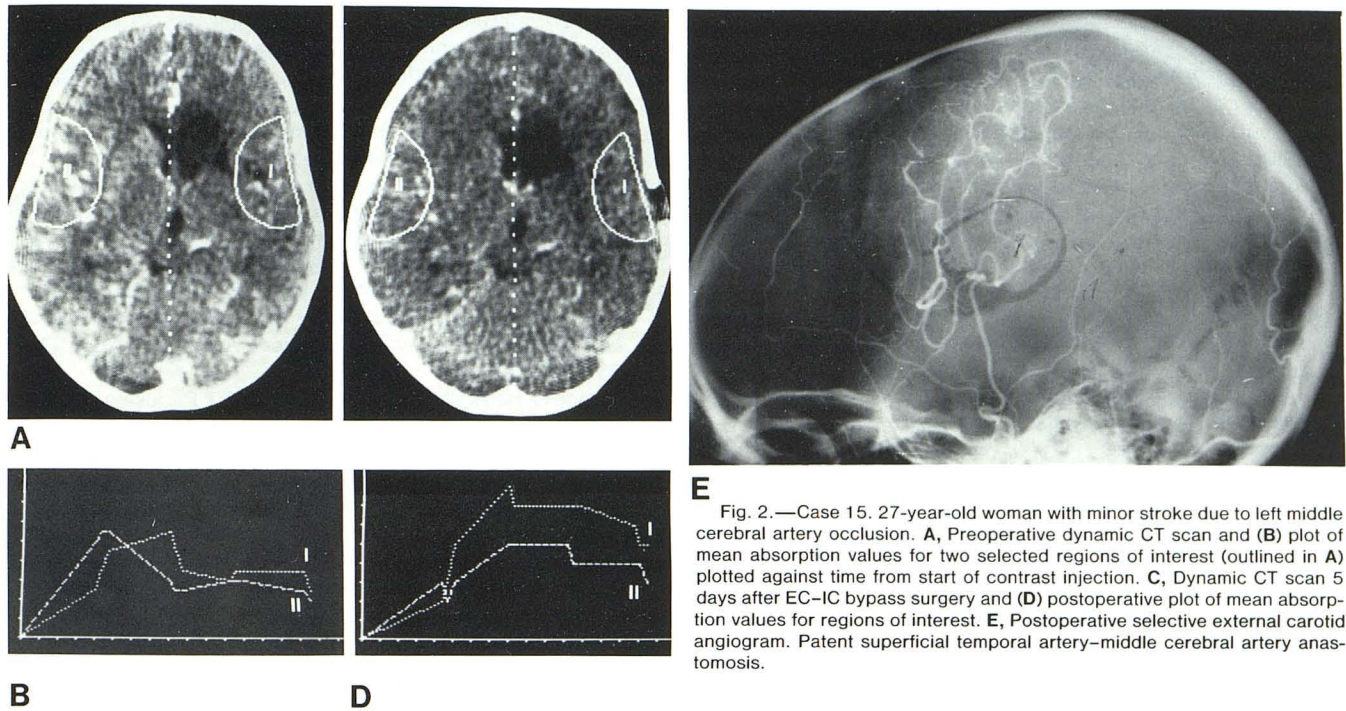 II
I
II
I
A
I
II
I
II
B
D
E
Fig. 2.—Case 15. 27-year-old woman with minor stroke due to left middle
cerebral artery occlusion. A, Preoperative dynamic CT scan and (B) plot of
mean absorption values for two selected regions of interest (outlined in A)
plotted against time from start of contrast injection. C, Dynamic CT scan 5
days after EC–IC bypass surgery and (D) postoperative plot of mean absorp-
tion values for regions of interest. E, Postoperative selective external carotid
angiogram. Patent superficial temporal artery–middle cerebral artery anas-
tomosis.